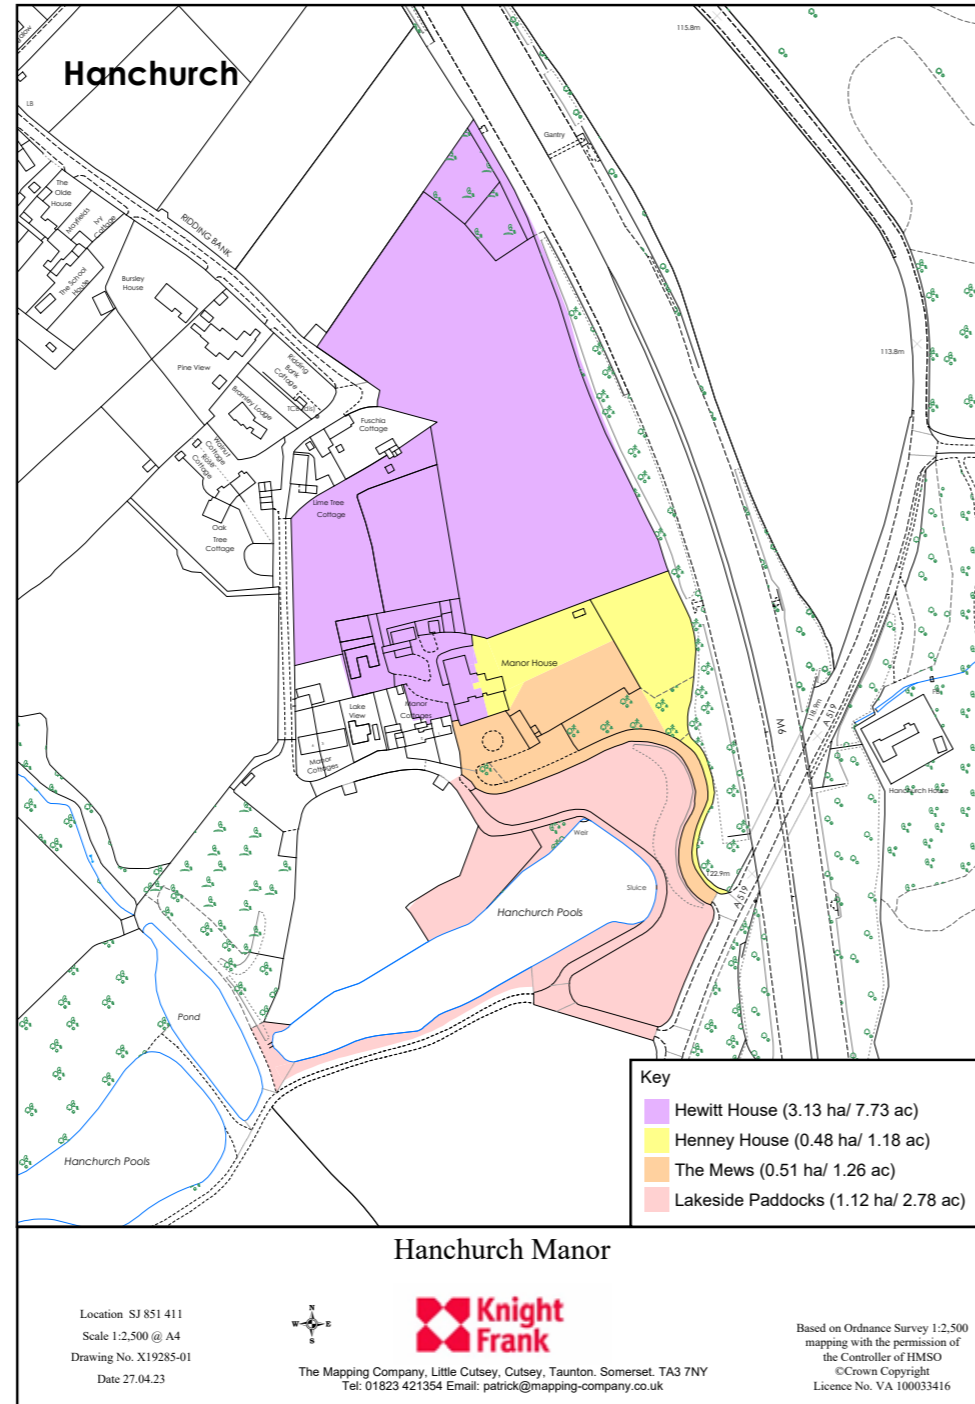 Hanchurch
115.8m
Gantry
LB
The
Olde
House
Mayfields
Ivy
Cottage
The School
House
RIDDING BANK
Bursley
House
Pine View
Ridding
Bank
Cottage
Bramley Lodge
Fuschia
Cottage
Walnut
Cottage
Rose
Cottage
Oak
Tree
Cottage
Lime Tree
Cottage
113.8m
Manor House
Lake
View
Manor
Cottages
Manor
Cottages
M6
118.9m
A 519
Hanchurch House
Weir
Sluice
122.9m
A 519
Hanchurch Pools
Pond
Hanchurch Pools
Key
Hewitt House (3.13 ha/ 7.73 ac)
Henney House (0.48 ha/ 1.18 ac)
The Mews (0.51 ha/ 1.26 ac)
Lakeside Paddocks (1.12 ha/ 2.78 ac)
Hanchurch Manor
Location SJ 851 411
Scale 1:2,500 @ A4
Drawing No. X19285-01
Date 27.04.23
N
W E
S
Knight
Frank
The Mapping Company, Little Cutsey, Cutsey, Taunton. Somerset. TA3 7NY
Tel: 01823 421354 Email: patrick@mapping-company.co.uk
Based on Ordnance Survey 1:2,500
mapping with the permission of
the Controller of HMSO
©Crown Copyright
Licence No. VA 100033416